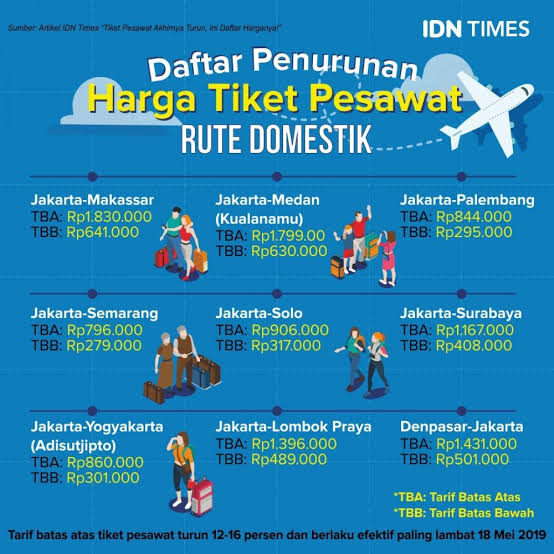 Sumber: Artikel IDN Times "Tiket Pesawat Akhirnya Turun, Ini Daftar Harganya!"
IDN TIMES
Daftar Penurunan
Harga Tiket Pesawat
RUTE DOMESTIK
Jakarta-Makassar
TBA: Rp1.830.000
TBB: Rp641.000
Jakarta-Medan
(Kualanamu)
TBA: Rp1.799.00
TBB: Rp630.000
Jakarta-Palembang
TBA: Rp844.000
TBB: Rp295.000
Jakarta-Semarang
TBA: Rp796.000
TBB: Rp279.000
Jakarta-Solo
TBA: Rp906.000
TBB: Rp317.000
Jakarta-Surabaya
TBA: Rp1.167.000
TBB: Rp408.000
Jakarta-Yogyakarta
(Adisutjipto)
TBA: Rp860.000
TBB: Rp301.000
Jakarta-Lombok Praya
TBA: Rp1.396.000
TBB: Rp489.000
Denpasar-Jakarta
TBA: Rp1.431.000
TBB: Rp501.000
*TBA: Tarif Batas Atas
*TBB: Tarif Batas Bawah
Tarif batas atas tiket pesawat turun 12-16 persen dan berlaku efektif paling lambat 18 Mei 2019